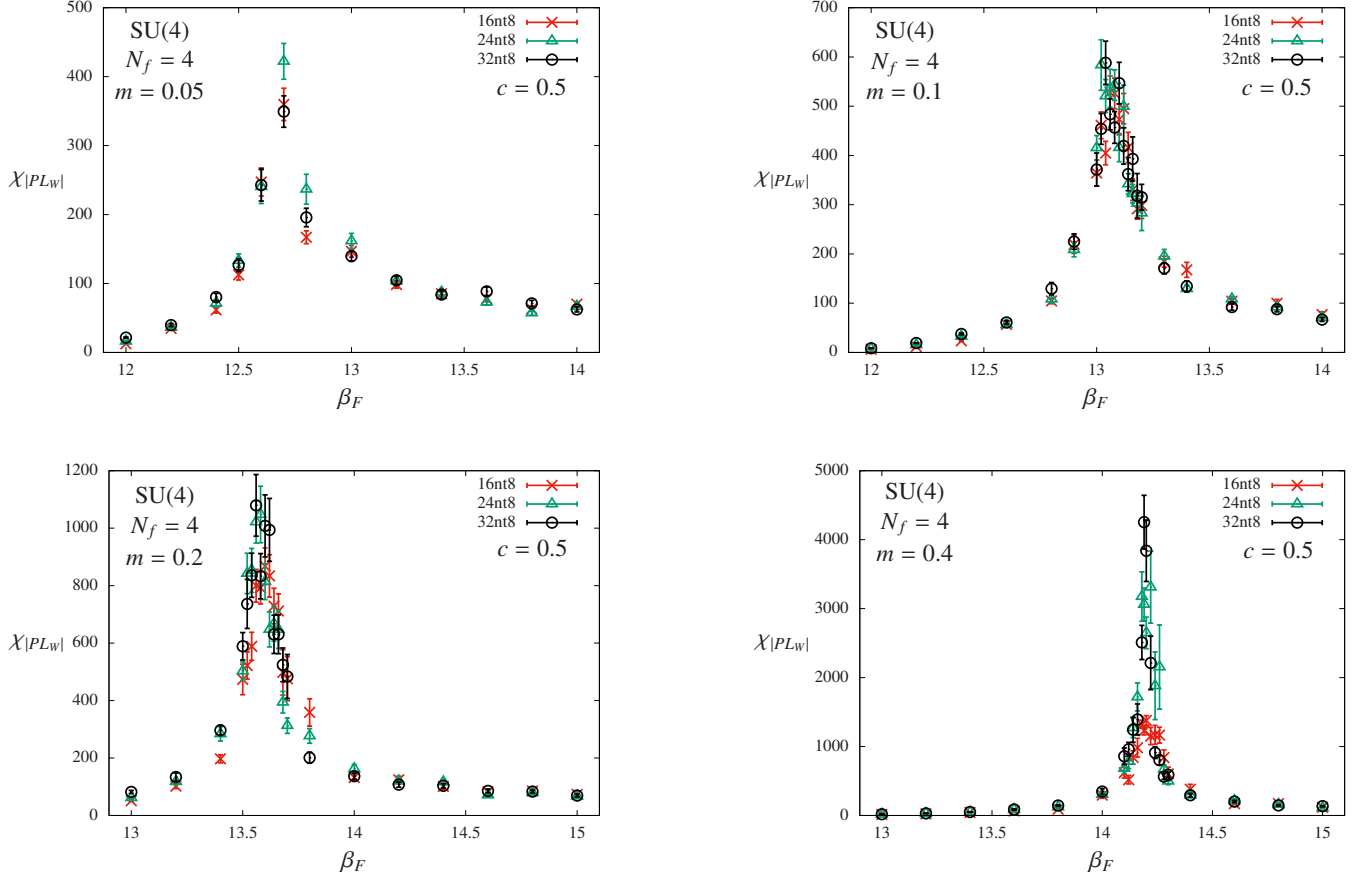 SU(4)
N_f = 4
m = 0.05
16nt8
24nt8
32nt8
c = 0.5
χ_|PL_W|
500
400
300
200
100
0
12 12.5 13 13.5 14
β_F
SU(4)
N_f = 4
m = 0.1
16nt8
24nt8
32nt8
c = 0.5
χ_|PL_W|
700
600
500
400
300
200
100
0
12 12.5 13 13.5 14
β_F
SU(4)
N_f = 4
m = 0.2
16nt8
24nt8
32nt8
c = 0.5
χ_|PL_W|
1200
1000
800
600
400
200
0
13 13.5 14 14.5 15
β_F
SU(4)
N_f = 4
m = 0.4
16nt8
24nt8
32nt8
c = 0.5
χ_|PL_W|
5000
4000
3000
2000
1000
0
13 13.5 14 14.5 15
β_F